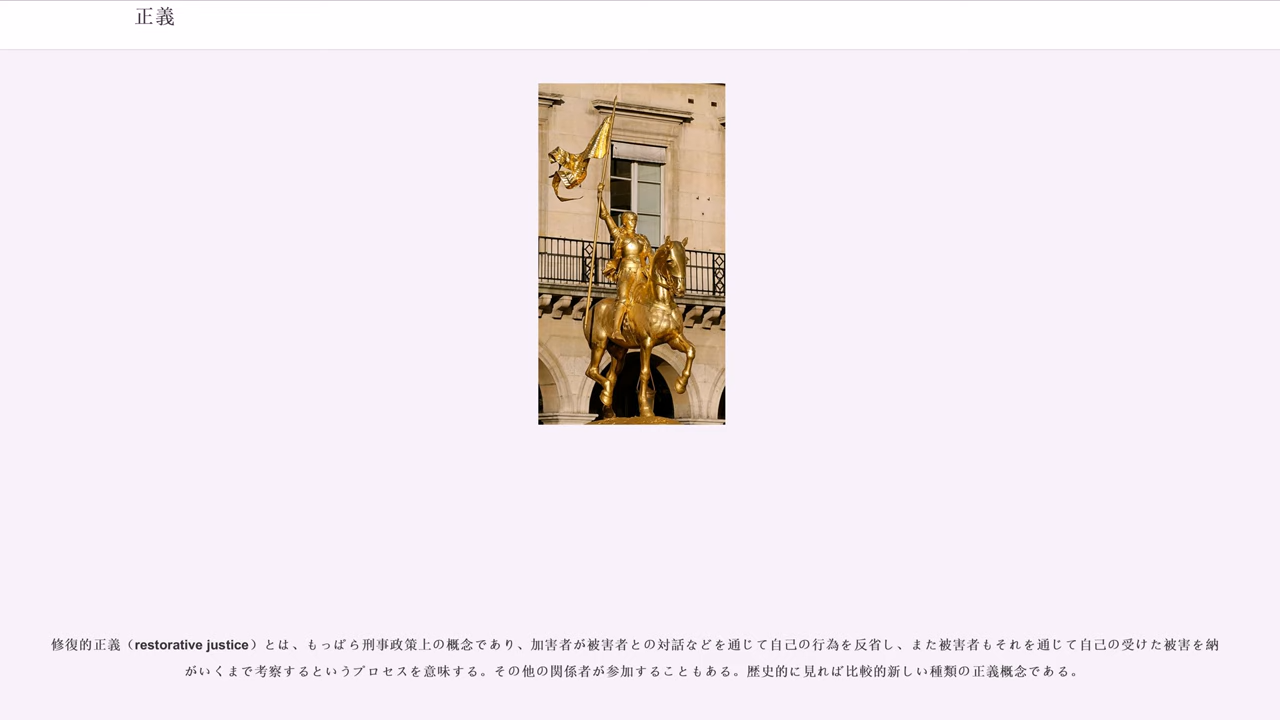 正義
修復的正義（restorative justice）とは、もっぱら刑事政策上の概念であり、加害者が被害者との対話などを通じて自己の行為を反省し、また被害者もそれを通じて自己の受けた被害を納
がいくまで考察するというプロセスを意味する。その他の関係者が参加することもある。歴史的に見れば比較的新しい種類の正義概念である。